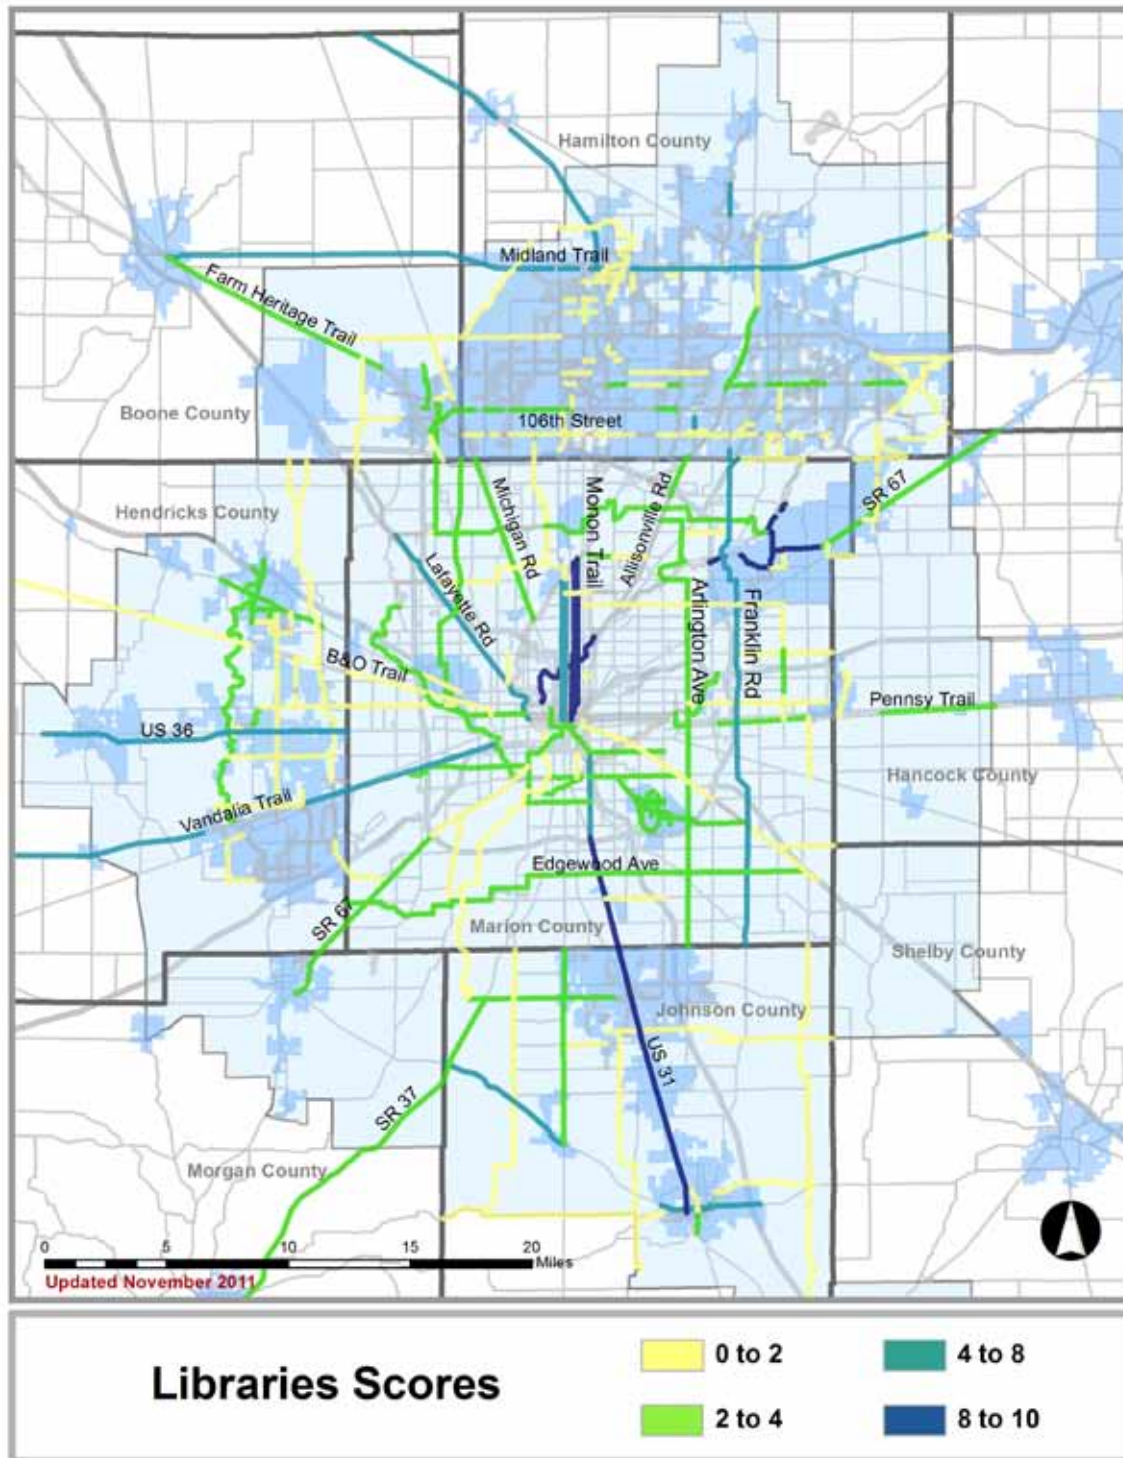 Hamilton County
Midland Trail
Farm Heritage Trail
Boone County
106th Street
Hendricks County
SR 67
Michigan Rd
Monon Trail
Allisonville Rd
Lafayette Rd
Arlington Ave
Franklin Rd
B&O Trail
Pennsy Trail
US 36
Hancock County
Vandalia Trail
Edgewood Ave
SR 67
Marion County
Shelby County
Johnson County
US 31
SR 37
Morgan County
0 5 10 15 20
Miles
Updated November 2011
Libraries Scores
0 to 2
4 to 8
2 to 4
8 to 10